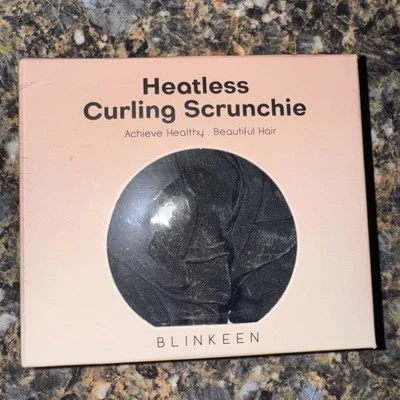 Heatless
Curling Scrunchie
Achieve Healthy . Beautiful Hair
BLINKEEN